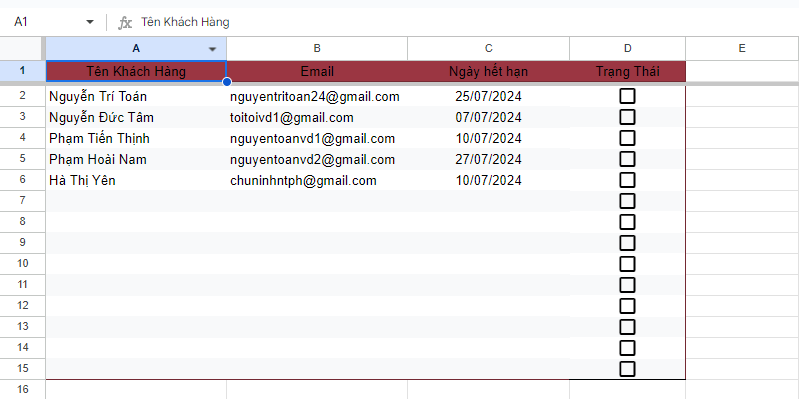 A1 fx Tên Khách Hàng
A B C D E
1 Tên Khách Hàng Email Ngày hết hạn Trạng Thái
2 Nguyễn Trí Toán nguyentritoan24@gmail.com 25/07/2024
3 Nguyễn Đức Tâm toitoivd1@gmail.com 07/07/2024
4 Phạm Tiến Thịnh nguyentoanvd1@gmail.com 10/07/2024
5 Phạm Hoài Nam nguyentoanvd2@gmail.com 27/07/2024
6 Hà Thị Yên chuninhntph@gmail.com 10/07/2024
7
8
9
10
11
12
13
14
15
16